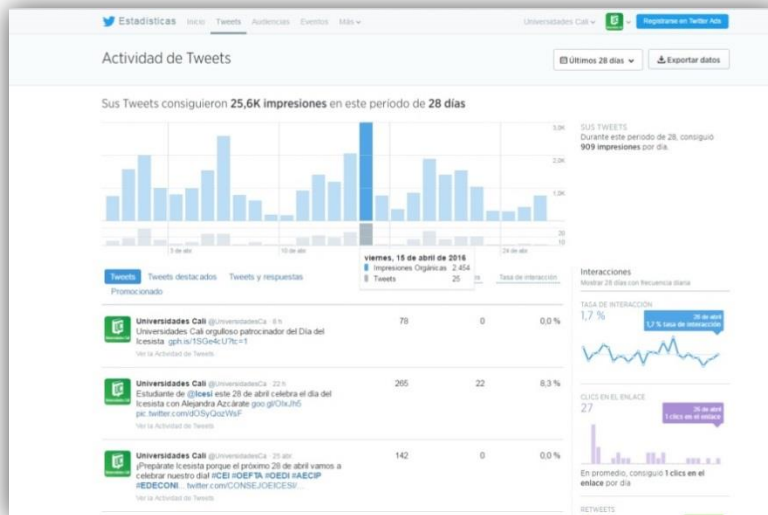 Estadísticas Inicio Tweets Audiencias Eventos Más
Universidades Cali
Registrarse en Twitter Ads
Actividad de Tweets
Últimos 28 días
Exportar datos
Sus Tweets consiguieron 25,6K impresiones en este período de 28 días
3,0K
2,0K
1,0K
20
10
3 de abr
10 de abr
24 de abr
viernes, 15 de abril de 2016
Impresiones Orgánicas 2.454
Tweets 26
SUS TWEETS
Durante este período de 28, consiguió
909 impresiones por día.
Tweets Tweets destacados Tweets y respuestas
Tasa de interacción
Promocionado
Universidades Cali @UniversidadesCa · 6 h
Universidades Cali orgulloso patrocinador del Día del
Icesista gph.is/1SGe4cU?tc=1
Ver la Actividad de Tweets
78 0 0,0 %
Universidades Cali @UniversidadesCa · 22 h
Estudiante de @Icesi este 28 de abril celebra el día del
Icesista con Alejandra Azcárate
pic.twitter.com/dOSyQozWsF
Ver la Actividad de Tweets
265 22 8,3 %
Universidades Cali @UniversidadesCa · 25 abr
¡Prepárate Icesista porque el próximo 28 de abril vamos a
celebrar nuestro día! #CEI #OEFTA #OEDI #AECIP
#EDECONI... twitter.com/CONSEJOEICESI/...
Ver la Actividad de Tweets
142 0 0,0 %
Interacciones
Mostrar 28 días con frecuencia diaria
TASA DE INTERACCIÓN
1,7 %
28 de abril
1,7 % tasa de interacción
CLICS EN EL ENLACE
27
26 de abril
1 clics en el enlace
En promedio, consiguió 1 clics en el
enlace por día
RETWEETS